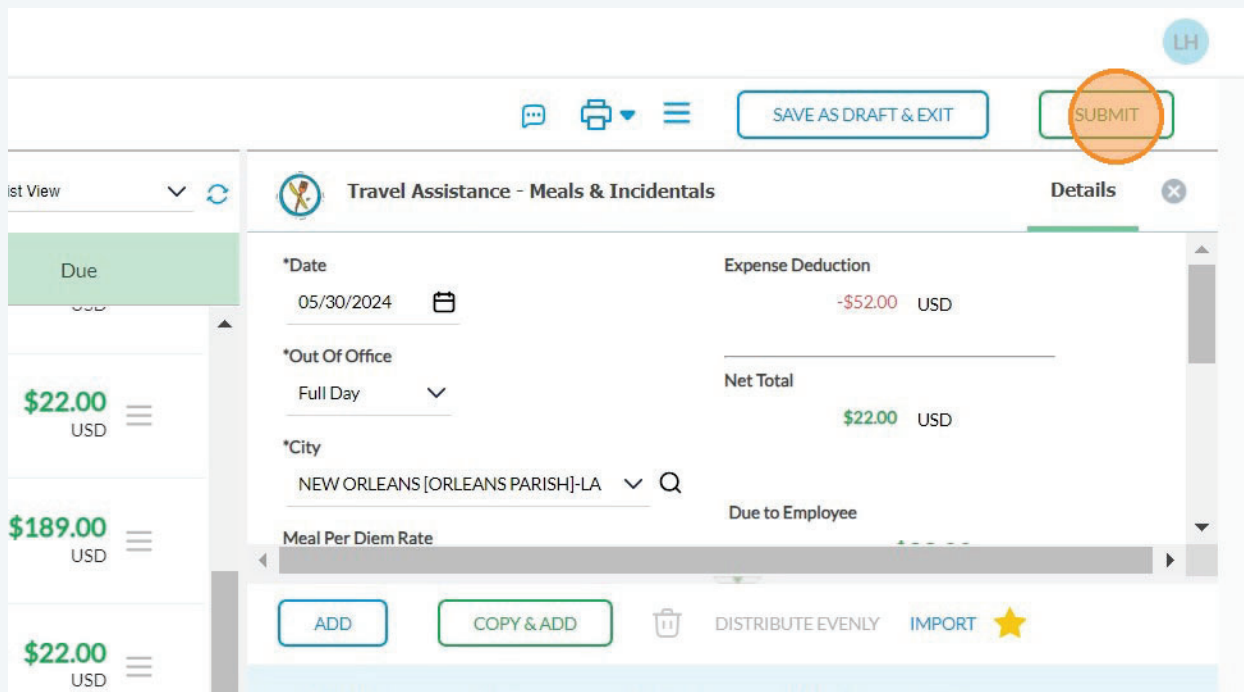 LH
SAVE AS DRAFT & EXIT
SUBMIT
ist View
Travel Assistance - Meals & Incidentals
Details
Due
USD
$22.00
USD
$189.00
USD
$22.00
USD
*Date
05/30/2024
*Out Of Office
Full Day
*City
NEW ORLEANS [ORLEANS PARISH]-LA
Meal Per Diem Rate
Expense Deduction
-$52.00 USD
Net Total
$22.00 USD
Due to Employee
ADD
COPY & ADD
DISTRIBUTE EVENLY
IMPORT